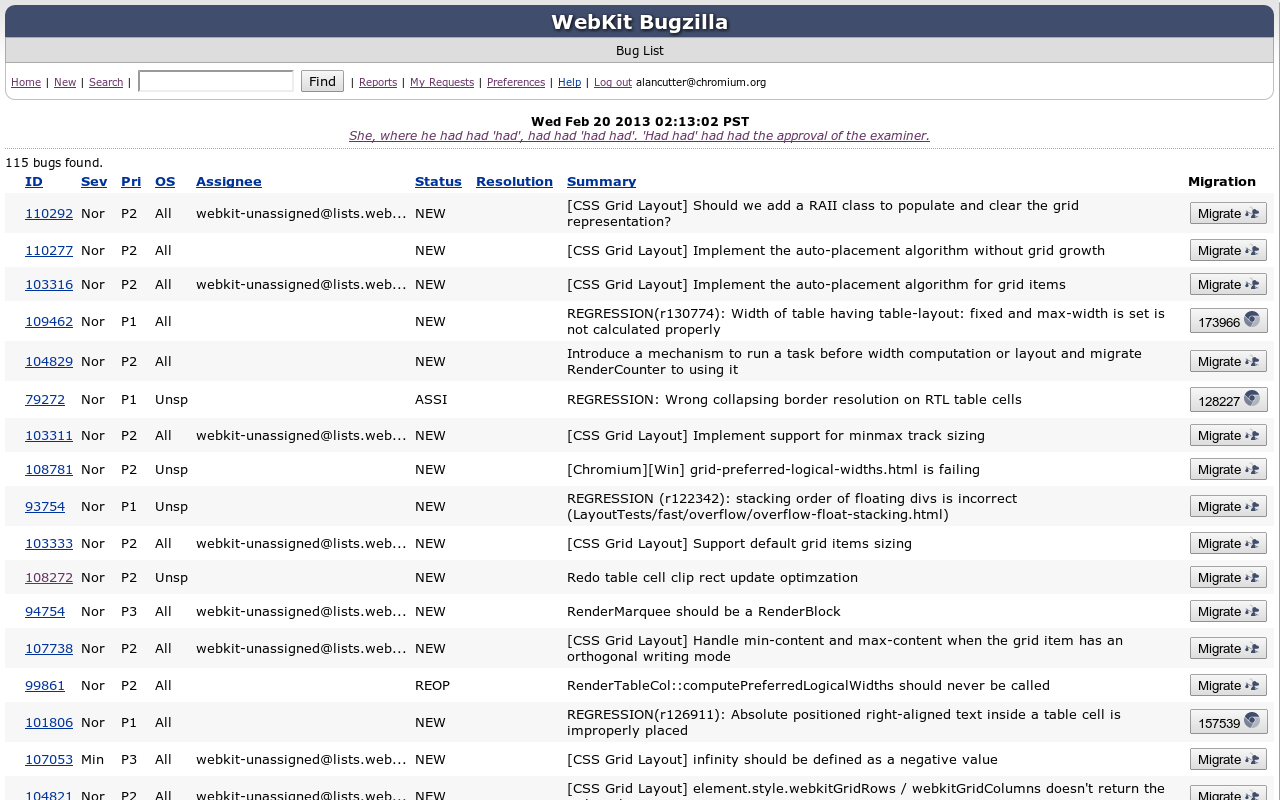 WebKit Bugzilla
Bug List
Home | New | Search | Find | Reports | My Requests | Preferences | Help | Log out alancutter@chromium.org
Wed Feb 20 2013 02:13:02 PST
She, where he had had 'had', had had 'had had'. 'Had had' had had the approval of the examiner.
115 bugs found.
ID Sev Pri OS Assignee Status Resolution Summary Migration
110292 Nor P2 All webkit-unassigned@lists.web... NEW [CSS Grid Layout] Should we add a RAII class to populate and clear the grid Migrate
representation?
110277 Nor P2 All NEW [CSS Grid Layout] Implement the auto-placement algorithm without grid growth Migrate
103316 Nor P2 All webkit-unassigned@lists.web... NEW [CSS Grid Layout] Implement the auto-placement algorithm for grid items Migrate
109462 Nor P1 All NEW REGRESSION(r130774): Width of table having table-layout: fixed and max-width is set is 173966
not calculated properly
104829 Nor P2 All NEW Introduce a mechanism to run a task before width computation or layout and migrate Migrate
RenderCounter to using it
79272 Nor P1 Unsp ASSI REGRESSION: Wrong collapsing border resolution on RTL table cells 128227
103311 Nor P2 All webkit-unassigned@lists.web... NEW [CSS Grid Layout] Implement support for minmax track sizing Migrate
108781 Nor P2 Unsp NEW [Chromium][Win] grid-preferred-logical-widths.html is failing Migrate
93754 Nor P1 Unsp NEW REGRESSION (r122342): stacking order of floating divs is incorrect Migrate
(LayoutTests/fast/overflow/overflow-float-stacking.html)
103333 Nor P2 All webkit-unassigned@lists.web... NEW [CSS Grid Layout] Support default grid items sizing Migrate
108272 Nor P2 Unsp NEW Redo table cell clip rect update optimzation Migrate
94754 Nor P3 All webkit-unassigned@lists.web... NEW RenderMarquee should be a RenderBlock Migrate
107738 Nor P2 All webkit-unassigned@lists.web... NEW [CSS Grid Layout] Handle min-content and max-content when the grid item has an Migrate
orthogonal writing mode
99861 Nor P2 All REOP RenderTableCol::computePreferredLogicalWidths should never be called Migrate
101806 Nor P1 All NEW REGRESSION(r126911): Absolute positioned right-aligned text inside a table cell is 157539
improperly placed
107053 Min P3 All webkit-unassigned@lists.web... NEW [CSS Grid Layout] infinity should be defined as a negative value Migrate
104821 Nor P2 All webkit-unassigned@lists.web... NEW [CSS Grid Layout] element.style.webkitGridRows / webkitGridColumns doesn't return the Migrate